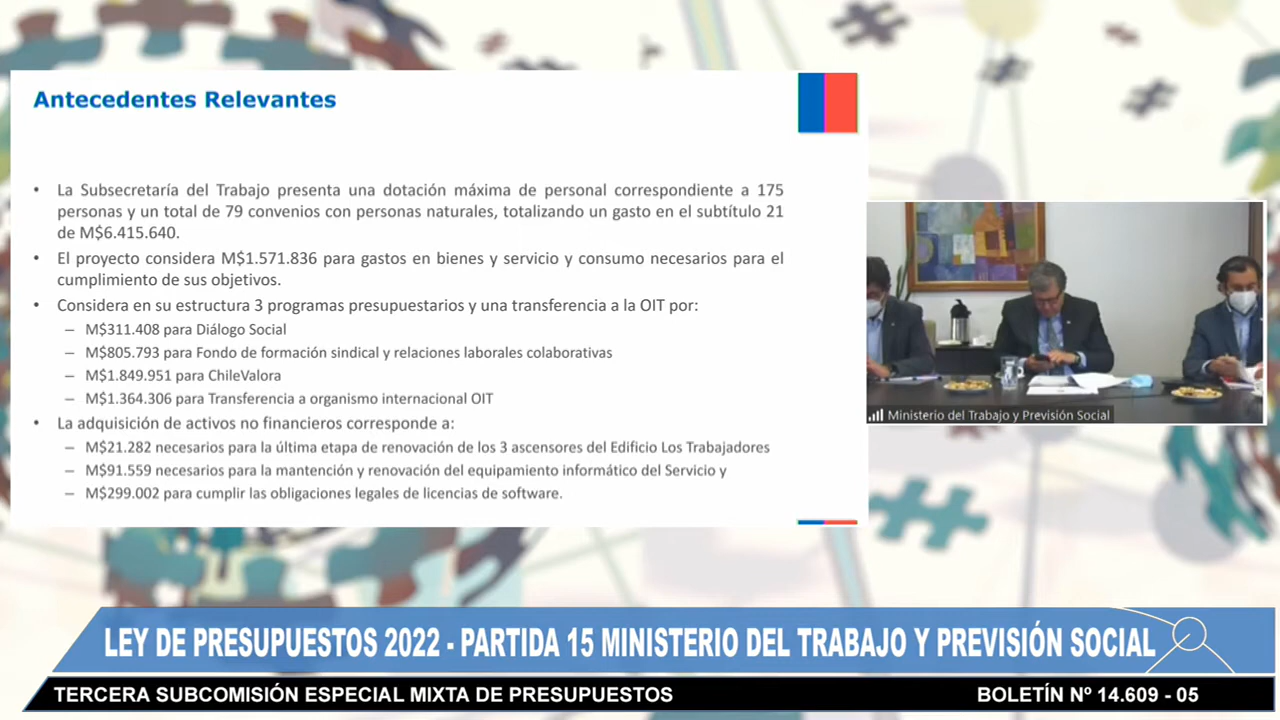 Antecedentes Relevantes
• La Subsecretaría del Trabajo presenta una dotación máxima de personal correspondiente a 175
personas y un total de 79 convenios con personas naturales, totalizando un gasto en el subtítulo 21
de M$6.415.640.
• El proyecto considera M$1.571.836 para gastos en bienes y servicio y consumo necesarios para el
cumplimiento de sus objetivos.
• Considera en su estructura 3 programas presupuestarios y una transferencia a la OIT por:
– M$311.408 para Diálogo Social
– M$805.793 para Fondo de formación sindical y relaciones laborales colaborativas
– M$1.849.951 para ChileValora
– M$1.364.306 para Transferencia a organismo internacional OIT
• La adquisición de activos no financieros corresponde a:
– M$21.282 necesarios para la última etapa de renovación de los 3 ascensores del Edificio Los Trabajadores
– M$91.559 necesarios para la mantención y renovación del equipamiento informático del Servicio y
– M$299.002 para cumplir las obligaciones legales de licencias de software.
Ministerio del Trabajo y Previsión Social
LEY DE PRESUPUESTOS 2022 - PARTIDA 15 MINISTERIO DEL TRABAJO Y PREVISIÓN SOCIAL
TERCERA SUBCOMISIÓN ESPECIAL MIXTA DE PRESUPUESTOS
BOLETÍN Nº 14.609 - 05